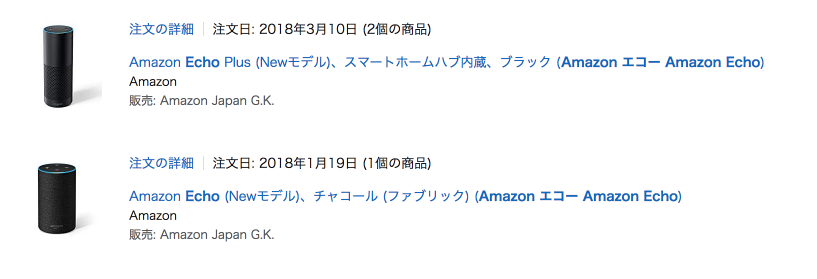 注文の詳細 | 注文日: 2018年3月10日 (2個の商品)
Amazon Echo Plus (Newモデル)、スマートホームハブ内蔵、ブラック (Amazon エコー Amazon Echo)
Amazon
販売: Amazon Japan G.K.
注文の詳細 | 注文日: 2018年1月19日 (1個の商品)
Amazon Echo (Newモデル)、チャコール (ファブリック) (Amazon エコー Amazon Echo)
Amazon
販売: Amazon Japan G.K.